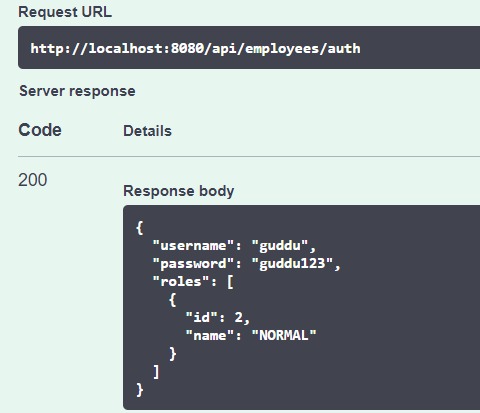 Request URL
http://localhost:8080/api/employees/auth
Server response
Code Details
200
Response body
{
"username": "guddu",
"password": "guddu123",
"roles": [
{
"id": 2,
"name": "NORMAL"
}
]
}